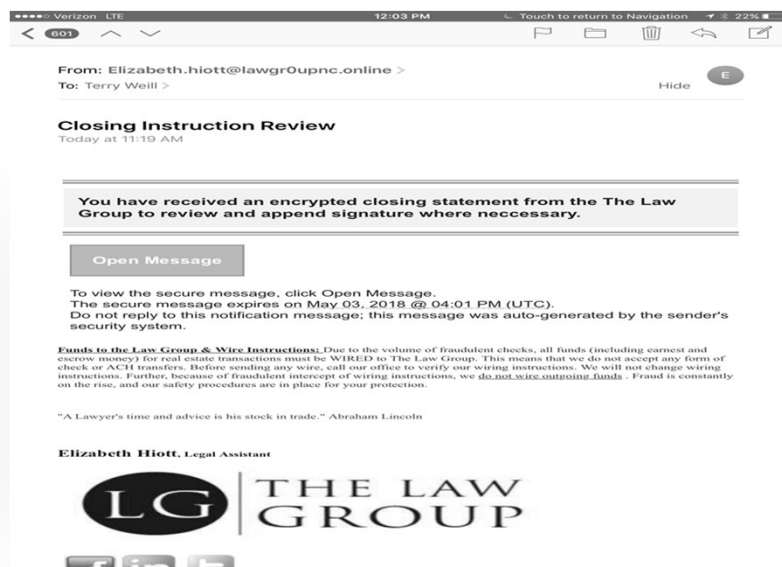 Verizon LTE 12:03 PM Touch to return to Navigation 22%
601
From: Elizabeth.hiott@lawgr0upnc.online >
To: Terry Weill >
Hide
E
Closing Instruction Review
Today at 11:19 AM
You have received an encrypted closing statement from the The Law
Group to review and append signature where neccessary.
Open Message
To view the secure message, click Open Message.
The secure message expires on May 03, 2018 @ 04:01 PM (UTC).
Do not reply to this notification message; this message was auto-generated by the sender's
security system.
Funds to the Law Group & Wire Instructions: Due to the volume of fraudulent checks, all funds (including earnest and
escrow money) for real estate transactions must be WIRED to The Law Group. This means that we do not accept any form of
check or ACH transfers. Before sending any wire, call our office to verify our wiring instructions. We will not change wiring
instructions. Further, because of fraudulent intercept of wiring instructions, we do not wire outgoing funds . Fraud is constantly
on the rise, and our safety procedures are in place for your protection.
"A Lawyer's time and advice is his stock in trade." Abraham Lincoln
Elizabeth Hiott, Legal Assistant
LG THE LAW
GROUP
f in t